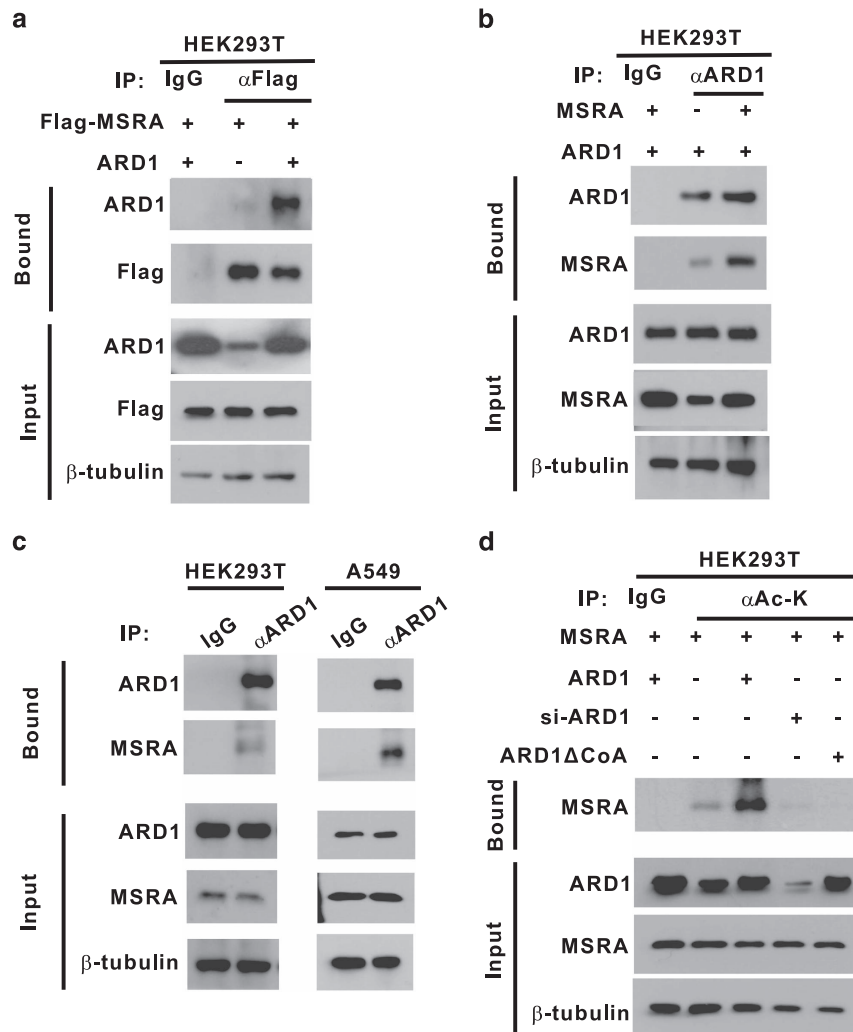 a
HEK293T
IP: IgG αFlag
Flag-MSRA + + +
ARD1 + - +
Bound
ARD1
Flag
Input
ARD1
Flag
β-tubulin
b
HEK293T
IP: IgG αARD1
MSRA + - +
ARD1 + + +
Bound
ARD1
MSRA
Input
ARD1
MSRA
β-tubulin
c
HEK293T A549
IP: IgG αARD1 IgG αARD1
Bound
ARD1
MSRA
Input
ARD1
MSRA
β-tubulin
d
HEK293T
IP: IgG αAc-K
MSRA + + + + +
ARD1 + - + - -
si-ARD1 - - - + -
ARD1ΔCoA - - - - +
Bound
MSRA
Input
ARD1
MSRA
β-tubulin